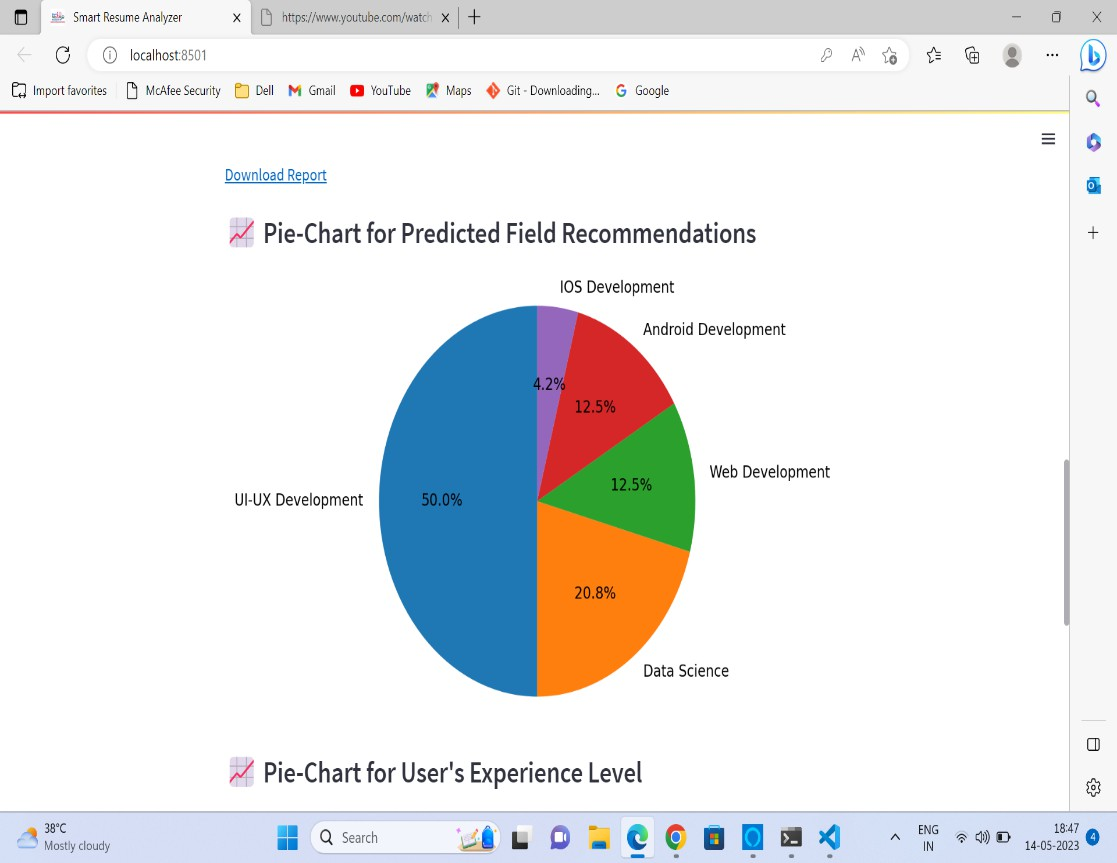 Smart Resume Analyzer
https://www.youtube.com/watch
localhost:8501
Import favorites
McAfee Security
Dell
Gmail
YouTube
Maps
Git - Downloading...
Google
Download Report
Pie-Chart for Predicted Field Recommendations
IOS Development
Android Development
4.2%
12.5%
Web Development
12.5%
UI-UX Development
50.0%
20.8%
Data Science
Pie-Chart for User's Experience Level
38°C
Mostly cloudy
Search
ENG
IN
18:47
14-05-2023
4